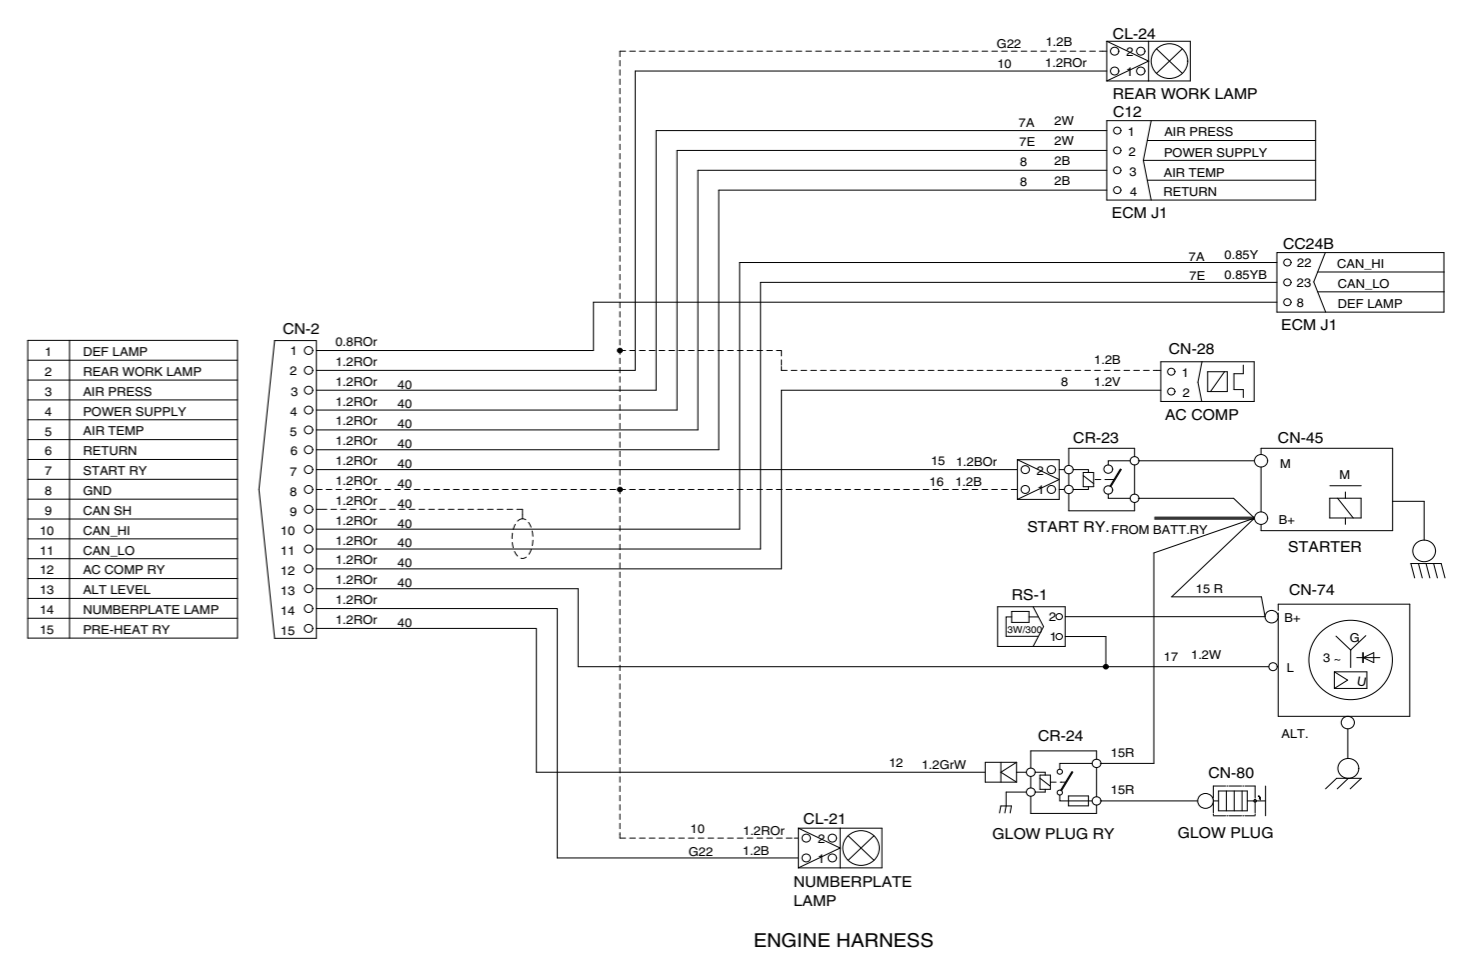 CL-24
G22 1.2B 2
10 1.2ROr 1
REAR WORK LAMP
C12
7A 2W 1 AIR PRESS
7E 2W 2 POWER SUPPLY
8 2B 3 AIR TEMP
8 2B 4 RETURN
ECM J1
CC24B
7A 0.85Y 22 CAN_HI
7E 0.85YB 23 CAN_LO
8 DEF LAMP
ECM J1
CN-2
1 DEF LAMP
2 REAR WORK LAMP
3 AIR PRESS
4 POWER SUPPLY
5 AIR TEMP
6 RETURN
7 START RY
8 GND
9 CAN SH
10 CAN_HI
11 CAN_LO
12 AC COMP RY
13 ALT LEVEL
14 NUMBERPLATE LAMP
15 PRE-HEAT RY
1 0.8ROr
2 1.2ROr
3 1.2ROr 40
4 1.2ROr 40
5 1.2ROr 40
6 1.2ROr 40
7 1.2ROr 40
8 1.2ROr 40
9 1.2ROr 40
10 1.2ROr 40
11 1.2ROr 40
12 1.2ROr 40
13 1.2ROr 40
14 1.2ROr
15 1.2ROr 40
CN-28
1.2B 1
8 1.2V 2
AC COMP
CR-23
15 1.2BOr 2
16 1.2B 1
START RY.
FROM BATT.RY
CN-45
M
M
B+
STARTER
15 R
RS-1
3W/300
2
1
17 1.2W
CN-74
B+
G
3 ~
U
L
ALT.
CR-24
12 1.2GrW
15R
15R
GLOW PLUG RY
CN-80
GLOW PLUG
CL-21
10 1.2ROr 2
G22 1.2B 1
NUMBERPLATE
LAMP
ENGINE HARNESS